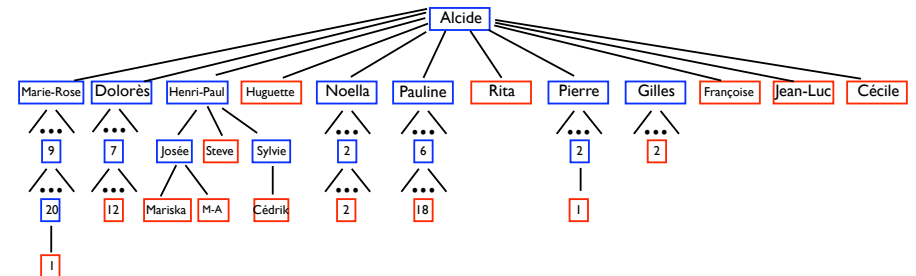 Alcide
Marie-Rose Dolorès Henri-Paul Huguette Noella Pauline Rita Pierre Gilles Françoise Jean-Luc Cécile
... ... ... ... ... ...
9 7 Josée Steve Sylvie 2 6 2 2
... ... ... ...
20 12 Mariska M-A Cédrik 2 18 1
1